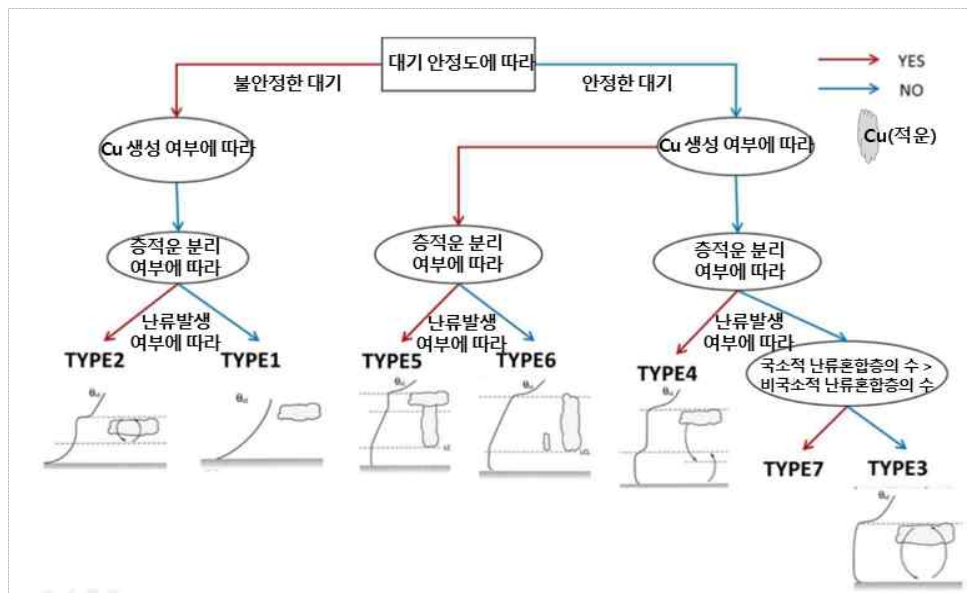 대기 안정도에 따라
YES
NO
불안정한 대기
안정한 대기
Cu(적운)
Cu 생성 여부에 따라
Cu 생성 여부에 따라
층적운 분리
여부에 따라
층적운 분리
여부에 따라
층적운 분리
여부에 따라
난류발생
여부에 따라
난류발생
여부에 따라
난류발생
여부에 따라
TYPE2
TYPE1
TYPE5
TYPE6
TYPE4
국소적 난류혼합층의 수 >
비국소적 난류혼합층의 수
TYPE7
TYPE3